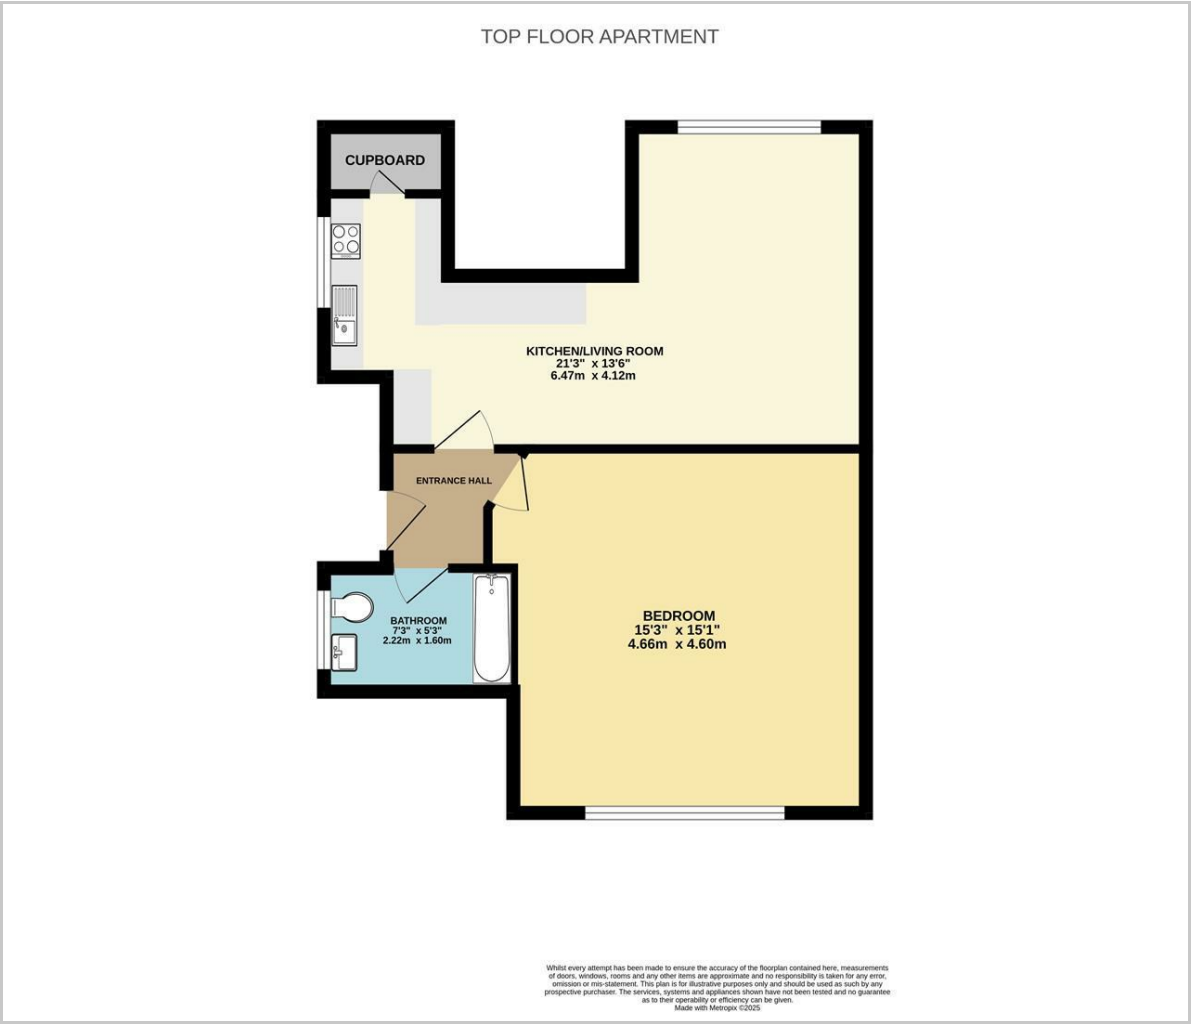 TOP FLOOR APARTMENT
CUPBOARD
KITCHEN/LIVING ROOM
21'3" x 13'6"
6.47m x 4.12m
ENTRANCE HALL
BATHROOM
7'3" x 5'3"
2.22m x 1.60m
BEDROOM
15'3" x 15'1"
4.66m x 4.60m
Whilst every attempt has been made to ensure the accuracy of the floorplan contained here, measurements
of doors, windows, rooms and any other items are approximate and no responsibility is taken for any error,
omission or mis-statement. This plan is for illustrative purposes only and should be used as such by any
prospective purchaser. The services, systems and appliances shown have not been tested and no guarantee
as to their operability or efficiency can be given.
Made with Metropix ©2025